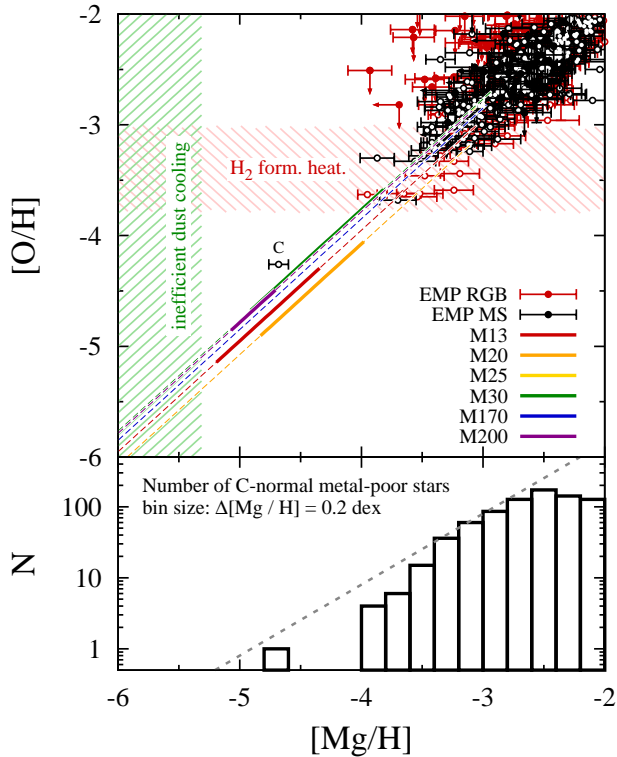 -2
-3
-4
-5
-6
[O/H]
inefficient dust cooling
H₂ form. heat.
C
EMP RGB
EMP MS
M13
M20
M25
M30
M170
M200
Number of C-normal metal-poor stars
bin size: Δ[Mg / H] = 0.2 dex
100
10
1
N
-6
-5
-4
-3
-2
[Mg/H]